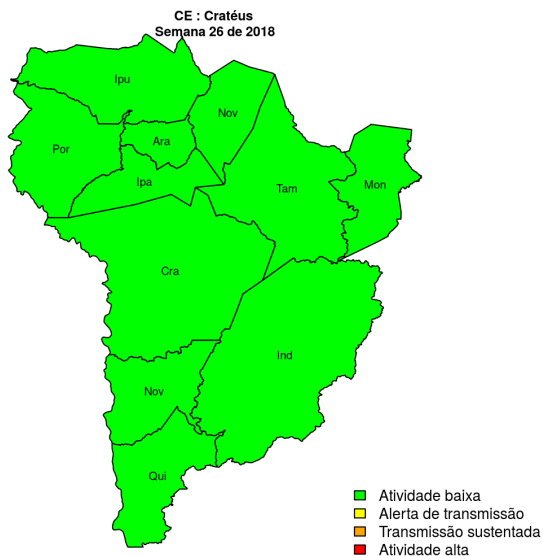 CE : Cratéus
Semana 26 de 2018
Ipu
Nov
Ara
Por
Ipa
Tam
Mon
Cra
Ind
Nov
Qui
Atividade baixa
Alerta de transmissão
Transmissão sustentada
Atividade alta